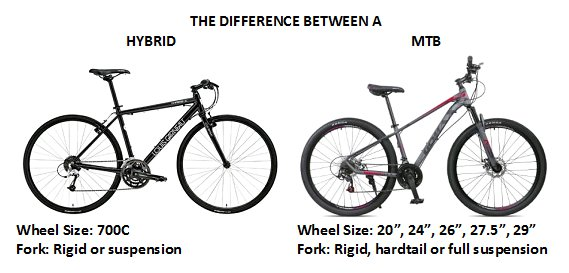 THE DIFFERENCE BETWEEN A
HYBRID
MTB
Wheel Size: 700C
Fork: Rigid or suspension
Wheel Size: 20”, 24”, 26”, 27.5”, 29”
Fork: Rigid, hardtail or full suspension